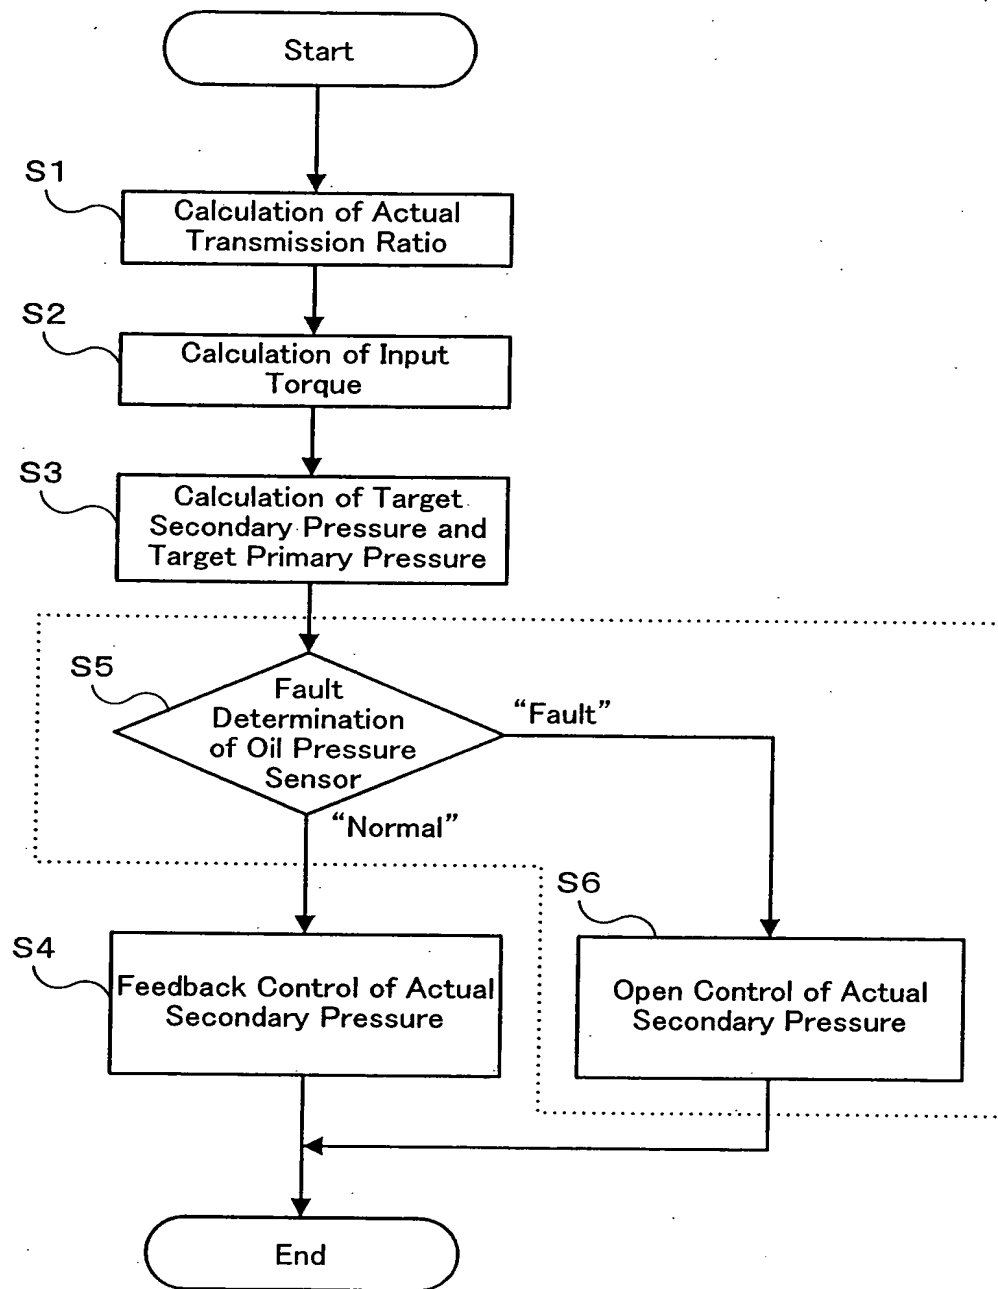 Start
S1
Calculation of Actual
Transmission Ratio
S2
Calculation of Input
Torque
S3
Calculation of Target
Secondary Pressure and
Target Primary Pressure
S5
Fault
Determination
of Oil Pressure
Sensor
“Fault”
“Normal”
S6
S4
Feedback Control of Actual
Secondary Pressure
Open Control of Actual
Secondary Pressure
End